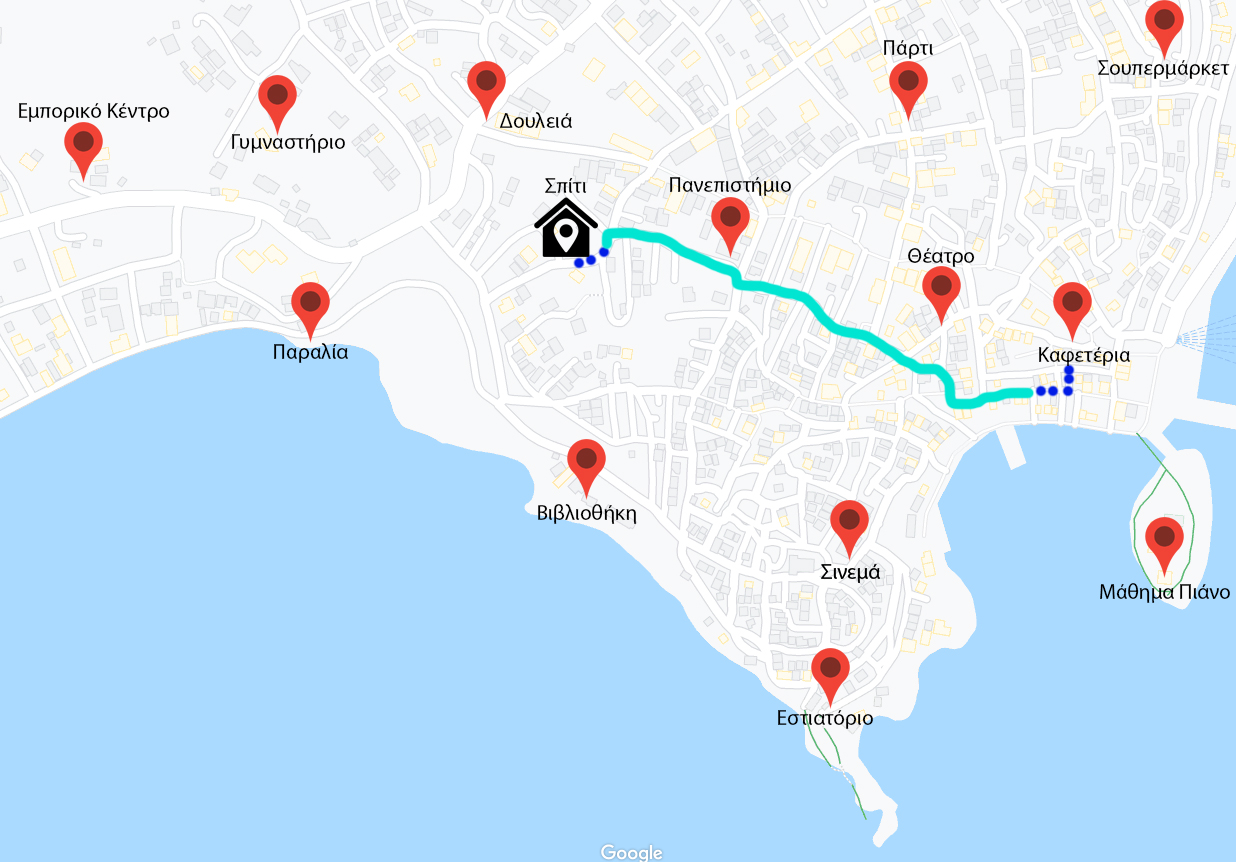 Πάρτι
Σουπερμάρκετ
Εμπορικό Κέντρο
Γυμναστήριο
Δουλειά
Σπίτι
Πανεπιστήμιο
Θέατρο
Παραλία
Καφετέρια
Βιβλιοθήκη
Σινεμά
Μάθημα Πιάνο
Εστιατόριο
Google